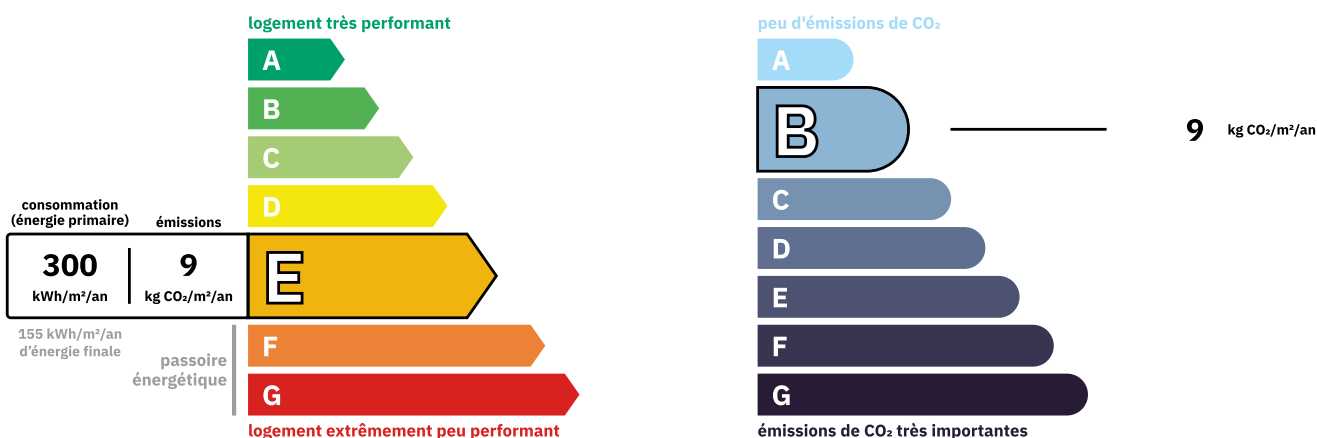 logement très performant
A
B
C
D
consommation
(énergie primaire)
émissions
300
kWh/m²/an
9
kg CO₂/m²/an
E
155 kWh/m²/an
d'énergie finale
passoire
énergétique
F
G
logement extrêmement peu performant
peu d'émissions de CO₂
A
B
9 kg CO₂/m²/an
C
D
E
F
G
émissions de CO₂ très importantes